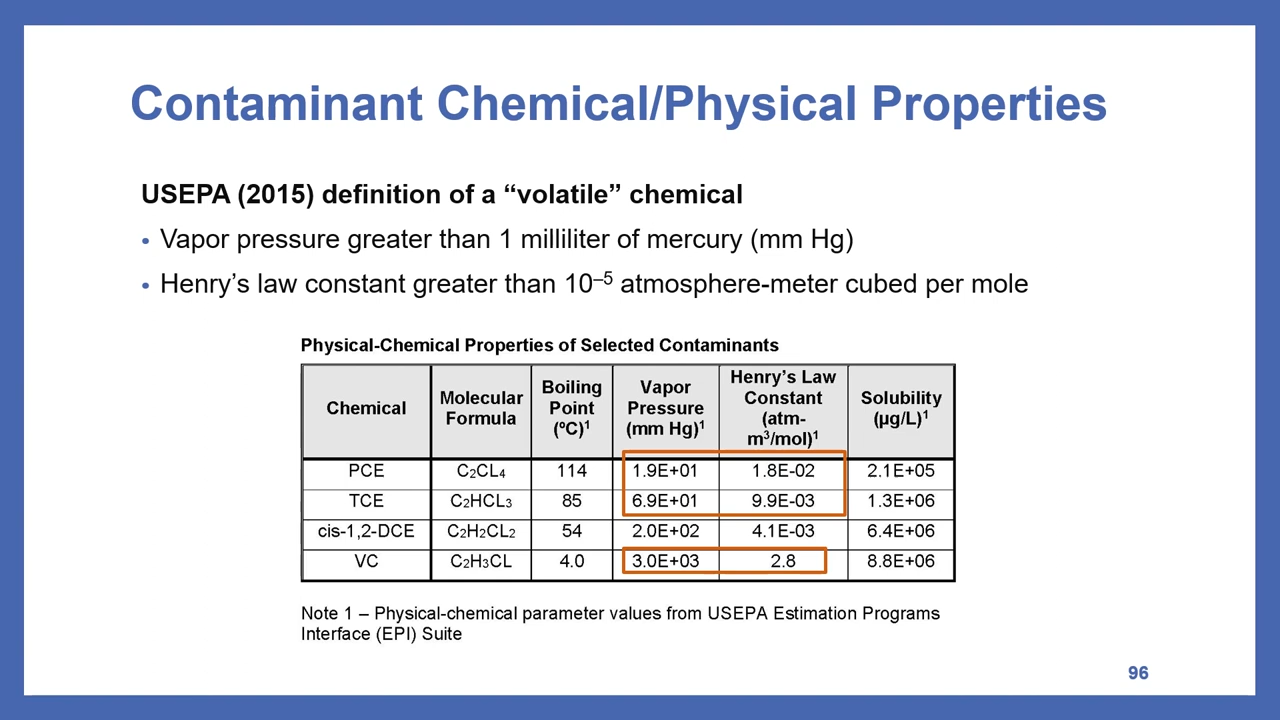 Contaminant Chemical/Physical Properties
USEPA (2015) definition of a “volatile” chemical
• Vapor pressure greater than 1 milliliter of mercury (mm Hg)
• Henry’s law constant greater than 10⁻⁵ atmosphere-meter cubed per mole
Physical-Chemical Properties of Selected Contaminants
Chemical
Molecular
Formula
Boiling
Point
(ºC)¹
Vapor
Pressure
(mm Hg)¹
Henry’s Law
Constant
(atm-
m³/mol)¹
Solubility
(µg/L)¹
PCE C₂CL₄ 114 1.9E+01 1.8E-02 2.1E+05
TCE C₂HCL₃ 85 6.9E+01 9.9E-03 1.3E+06
cis-1,2-DCE C₂H₂CL₂ 54 2.0E+02 4.1E-03 6.4E+06
VC C₂H₃CL 4.0 3.0E+03 2.8 8.8E+06
Note 1 – Physical-chemical parameter values from USEPA Estimation Programs
Interface (EPI) Suite
96